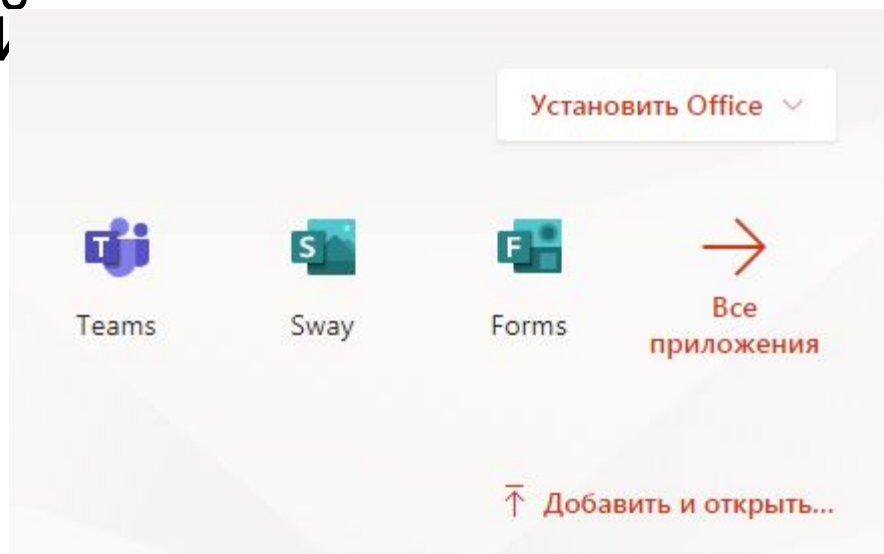 Установить Office
Teams
Sway
Forms
Все
приложения
Добавить и открыть...